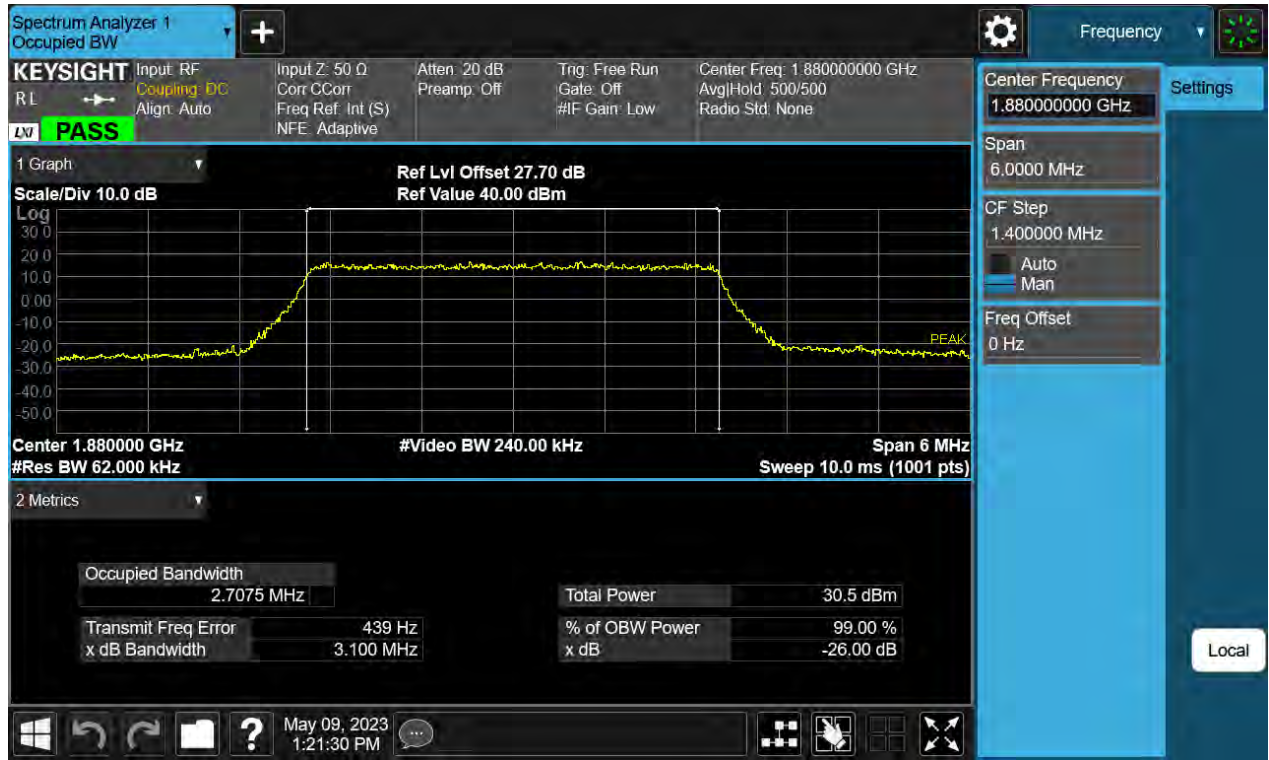 Spectrum Analyzer 1
Occupied BW
+
Frequency
KEYSIGHT
RL
LXI
PASS
Input: RF
Coupling: DC
Align: Auto
Input Z: 50 Ω
Corr CCorr
Freq Ref: Int (S)
NFE: Adaptive
Atten: 20 dB
Preamp: Off
Trig: Free Run
Gate: Off
#IF Gain: Low
Center Freq: 1.880000000 GHz
Avg|Hold: 500/500
Radio Std: None
Center Frequency
1.880000000 GHz
Settings
Span
6.0000 MHz
CF Step
1.400000 MHz
Auto
Man
Freq Offset
0 Hz
1 Graph
Scale/Div 10.0 dB
Ref Lvl Offset 27.70 dB
Ref Value 40.00 dBm
Log
30.0
20.0
10.0
0.00
-10.0
-20.0
-30.0
-40.0
-50.0
PEAK
Center 1.880000 GHz
#Video BW 240.00 kHz
Span 6 MHz
#Res BW 62.000 kHz
Sweep 10.0 ms (1001 pts)
2 Metrics
Occupied Bandwidth
2.7075 MHz
Total Power 30.5 dBm
Transmit Freq Error 439 Hz
% of OBW Power 99.00 %
x dB Bandwidth 3.100 MHz
x dB -26.00 dB
Local
?
May 09, 2023
1:21:30 PM